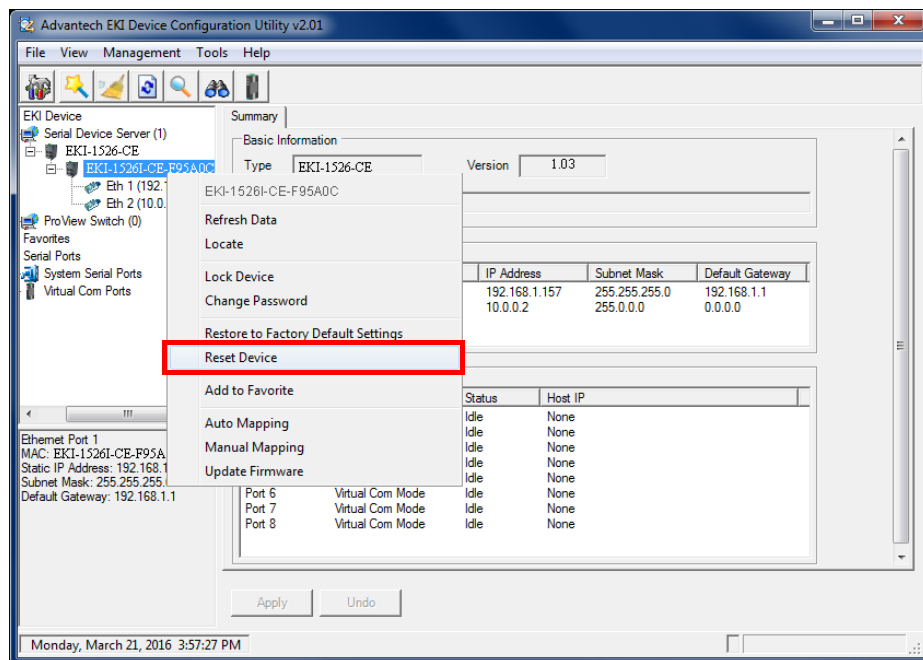 Advantech EKI Device Configuration Utility v2.01
File View Management Tools Help
EKI Device
Serial Device Server (1)
EKI-1526-CE
EKI-1526I-CE-F95A0C
Eth 1 (192.
Eth 2 (10.0.
ProView Switch (0)
Favorites
Serial Ports
System Serial Ports
Virtual Com Ports
Ethernet Port 1
MAC: EKI-1526I-CE-F95A
Static IP Address: 192.168.1
Subnet Mask: 255.255.255.
Default Gateway: 192.168.1.1
Summary
Basic Information
Type EKI-1526-CE Version 1.03
EKI-1526I-CE-F95A0C
Refresh Data
Locate
Lock Device
Change Password
Restore to Factory Default Settings
Reset Device
Add to Favorite
Auto Mapping
Manual Mapping
Update Firmware
IP Address Subnet Mask Default Gateway
192.168.1.157 255.255.255.0 192.168.1.1
10.0.0.2 255.0.0.0 0.0.0.0
Status Host IP
Idle None
Idle None
Idle None
Idle None
Idle None
Port 6 Virtual Com Mode Idle None
Port 7 Virtual Com Mode Idle None
Port 8 Virtual Com Mode Idle None
Apply Undo
Monday, March 21, 2016 3:57:27 PM